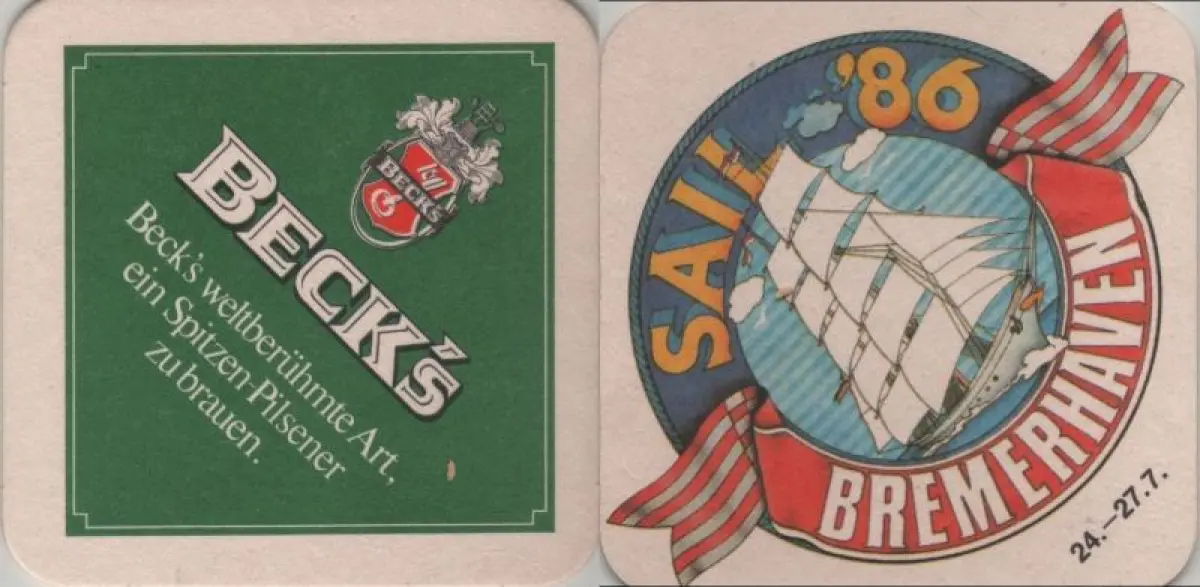 BECK'S
BECK'S
Beck's weltberühmte Art,
ein Spitzen-Pilsener
zu brauen.
SAIL '86
BREMERHAVEN
24.–27.7.